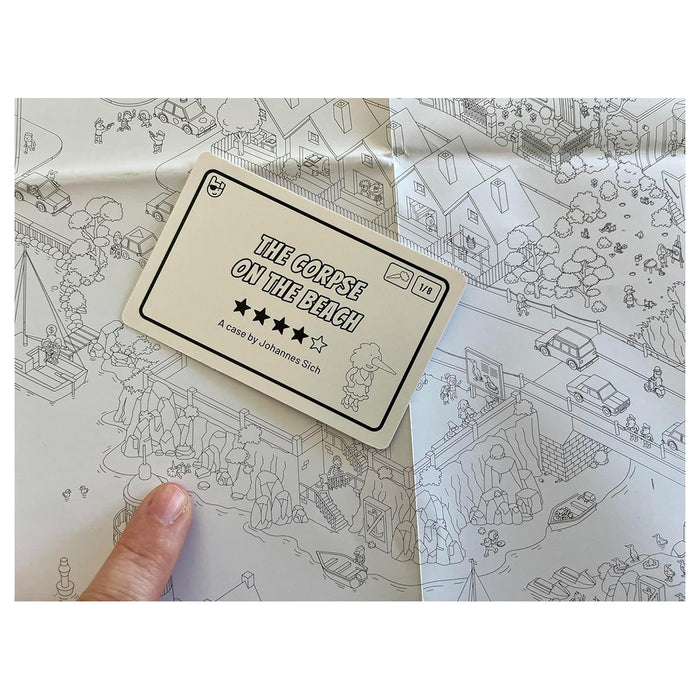 THE CORPSE
ON THE BEACH
1/8
A case by Johannes Sich
$